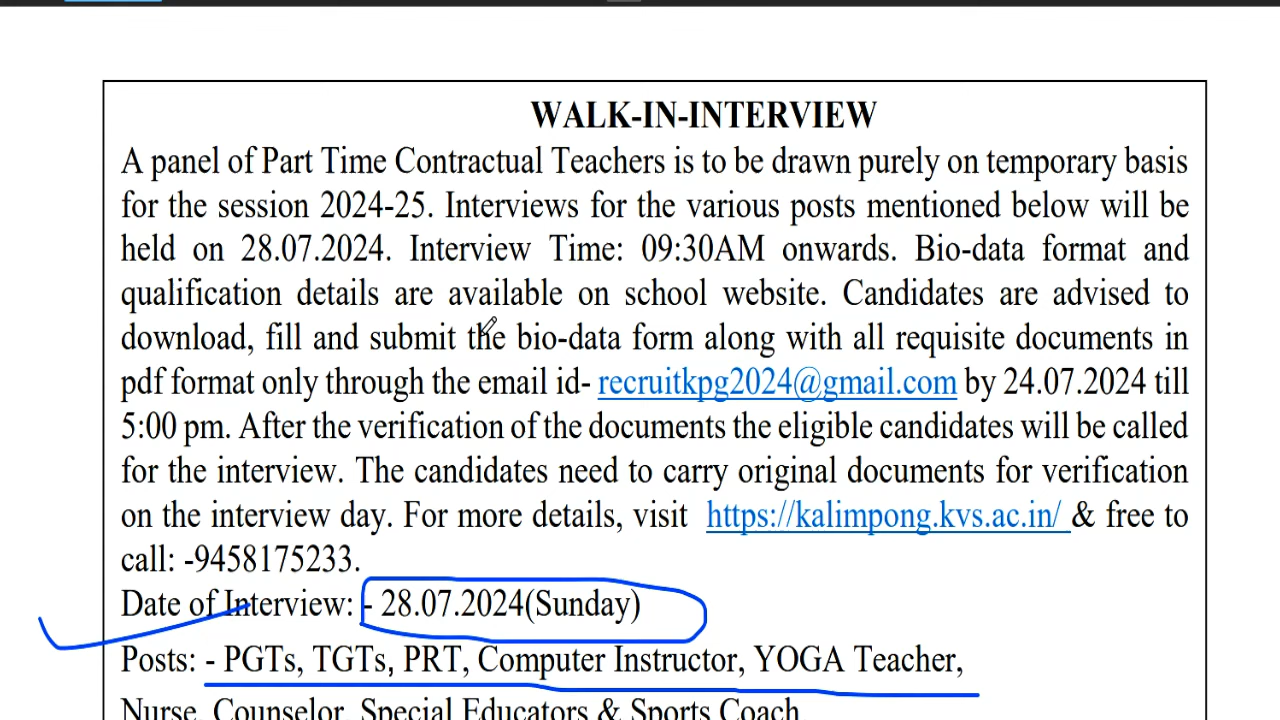 WALK-IN-INTERVIEW
A panel of Part Time Contractual Teachers is to be drawn purely on temporary basis
for the session 2024-25. Interviews for the various posts mentioned below will be
held on 28.07.2024. Interview Time: 09:30AM onwards. Bio-data format and
qualification details are available on school website. Candidates are advised to
download, fill and submit the bio-data form along with all requisite documents in
pdf format only through the email id- recruitkpg2024@gmail.com by 24.07.2024 till
5:00 pm. After the verification of the documents the eligible candidates will be called
for the interview. The candidates need to carry original documents for verification
on the interview day. For more details, visit https://kalimpong.kvs.ac.in/ & free to
call: -9458175233.
Date of Interview: - 28.07.2024(Sunday)
Posts: - PGTs, TGTs, PRT, Computer Instructor, YOGA Teacher,
Nurse, Counselor, Special Educators & Sports Coach